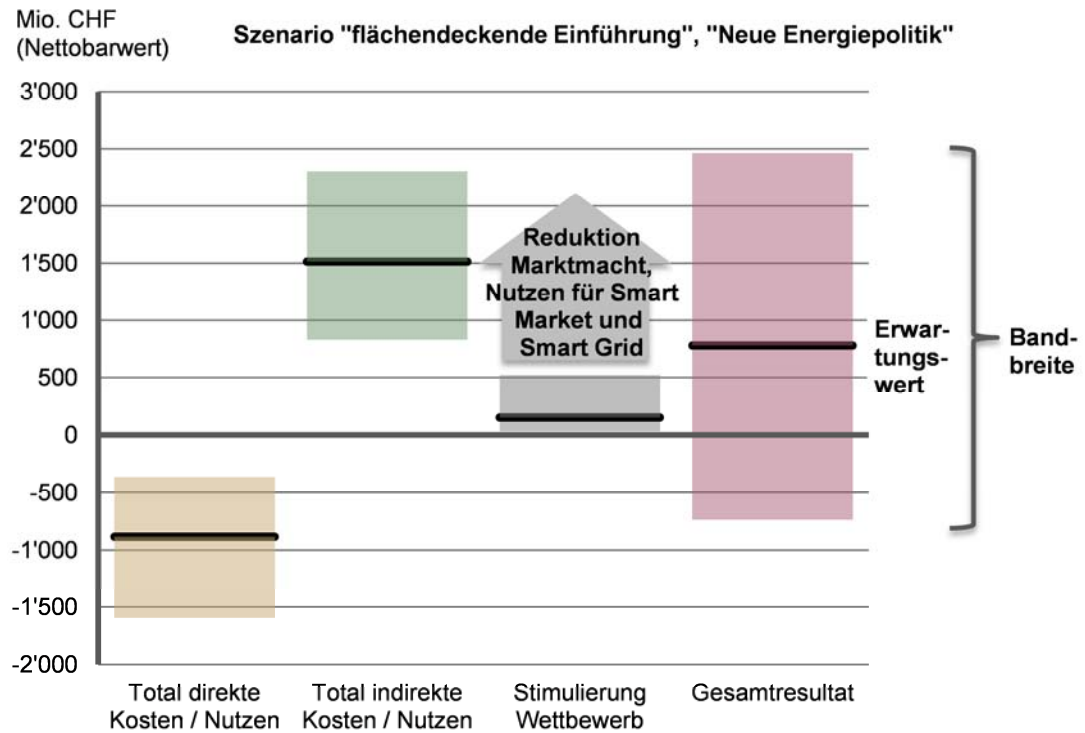 Mio. CHF
(Nettobarwert)
Szenario "flächendeckende Einführung", "Neue Energiepolitik"
3'000
2'500
2'000
1'500
1'000
500
0
-500
-1'000
-1'500
-2'000
Reduktion
Marktmacht,
Nutzen für Smart
Market und
Smart Grid
Erwar-
tungs-
wert
Band-
breite
Total direkte
Kosten / Nutzen
Total indirekte
Kosten / Nutzen
Stimulierung
Wettbewerb
Gesamtresultat